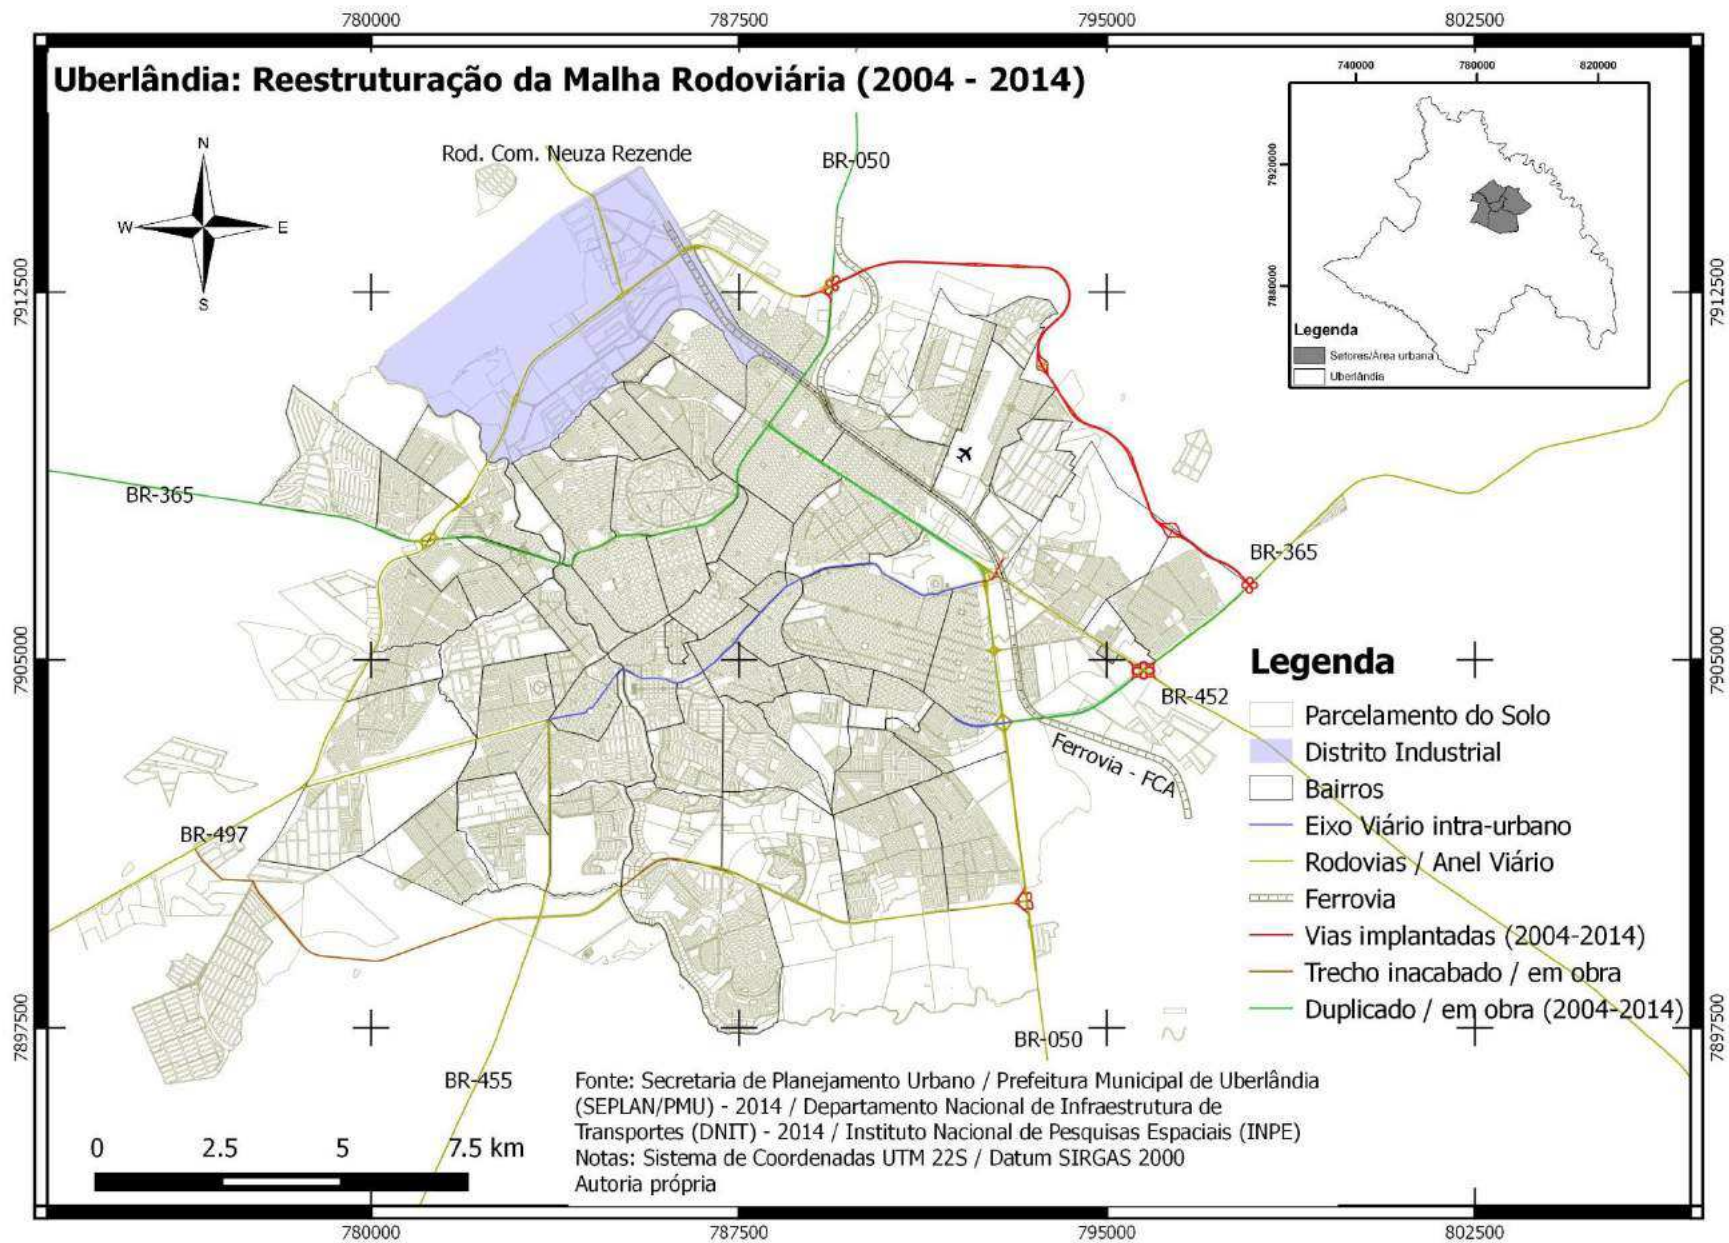 780000
787500
795000
802500
Uberlândia: Reestruturação da Malha Rodoviária (2004 - 2014)
740000
780000
820000
7920000
7880000
Legenda
Setores/Área urbana
Uberlândia
N
W
E
S
Rod. Com. Neuza Rezende
BR-050
7912500
7912500
BR-365
BR-365
7905000
7905000
BR-452
Ferrovia - FCA
BR-497
Legenda
Parcelamento do Solo
Distrito Industrial
Bairros
Eixo Viário intra-urbano
Rodovias / Anel Viário
Ferrovia
Vias implantadas (2004-2014)
Trecho inacabado / em obra
Duplicado / em obra (2004-2014)
7897500
7897500
BR-050
BR-455
Fonte: Secretaria de Planejamento Urbano / Prefeitura Municipal de Uberlândia
(SEPLAN/PMU) - 2014 / Departamento Nacional de Infraestrutura de
Transportes (DNIT) - 2014 / Instituto Nacional de Pesquisas Espaciais (INPE)
Notas: Sistema de Coordenadas UTM 22S / Datum SIRGAS 2000
Autoria própria
0 2.5 5 7.5 km
780000
787500
795000
802500